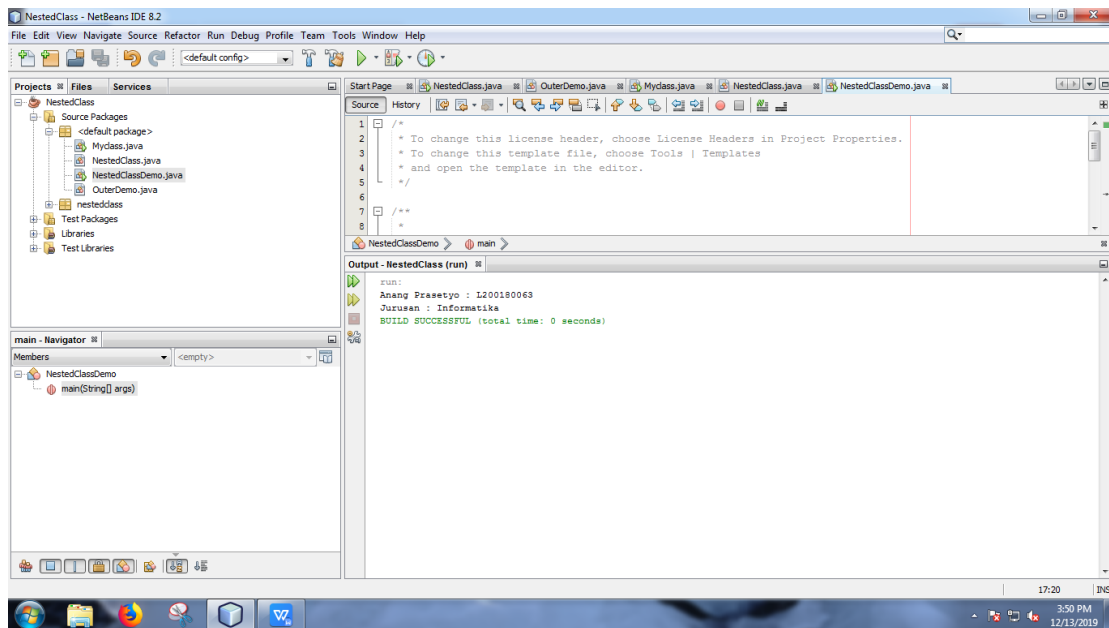 NestedClass - NetBeans IDE 8.2
File Edit View Navigate Source Refactor Run Debug Profile Team Tools Window Help
<default config>
Projects Files Services
NestedClass
Source Packages
<default package>
Myclass.java
NestedClass.java
NestedClassDemo.java
OuterDemo.java
nestedclass
Test Packages
Libraries
Test Libraries
Start Page NestedClass.java OuterDemo.java Myclass.java NestedClass.java NestedClassDemo.java
Source History
1 /*
2 * To change this license header, choose License Headers in Project Properties.
3 * To change this template file, choose Tools | Templates
4 * and open the template in the editor.
5 */
6
7 /**
8 *
NestedClassDemo main
Output - NestedClass (run)
run:
Anang Prasetyo : L200180063
Jurusan : Informatika
BUILD SUCCESSFUL (total time: 0 seconds)
main - Navigator
Members <empty>
NestedClassDemo
main(String[] args)
17:20 INS
3:50 PM
12/13/2019